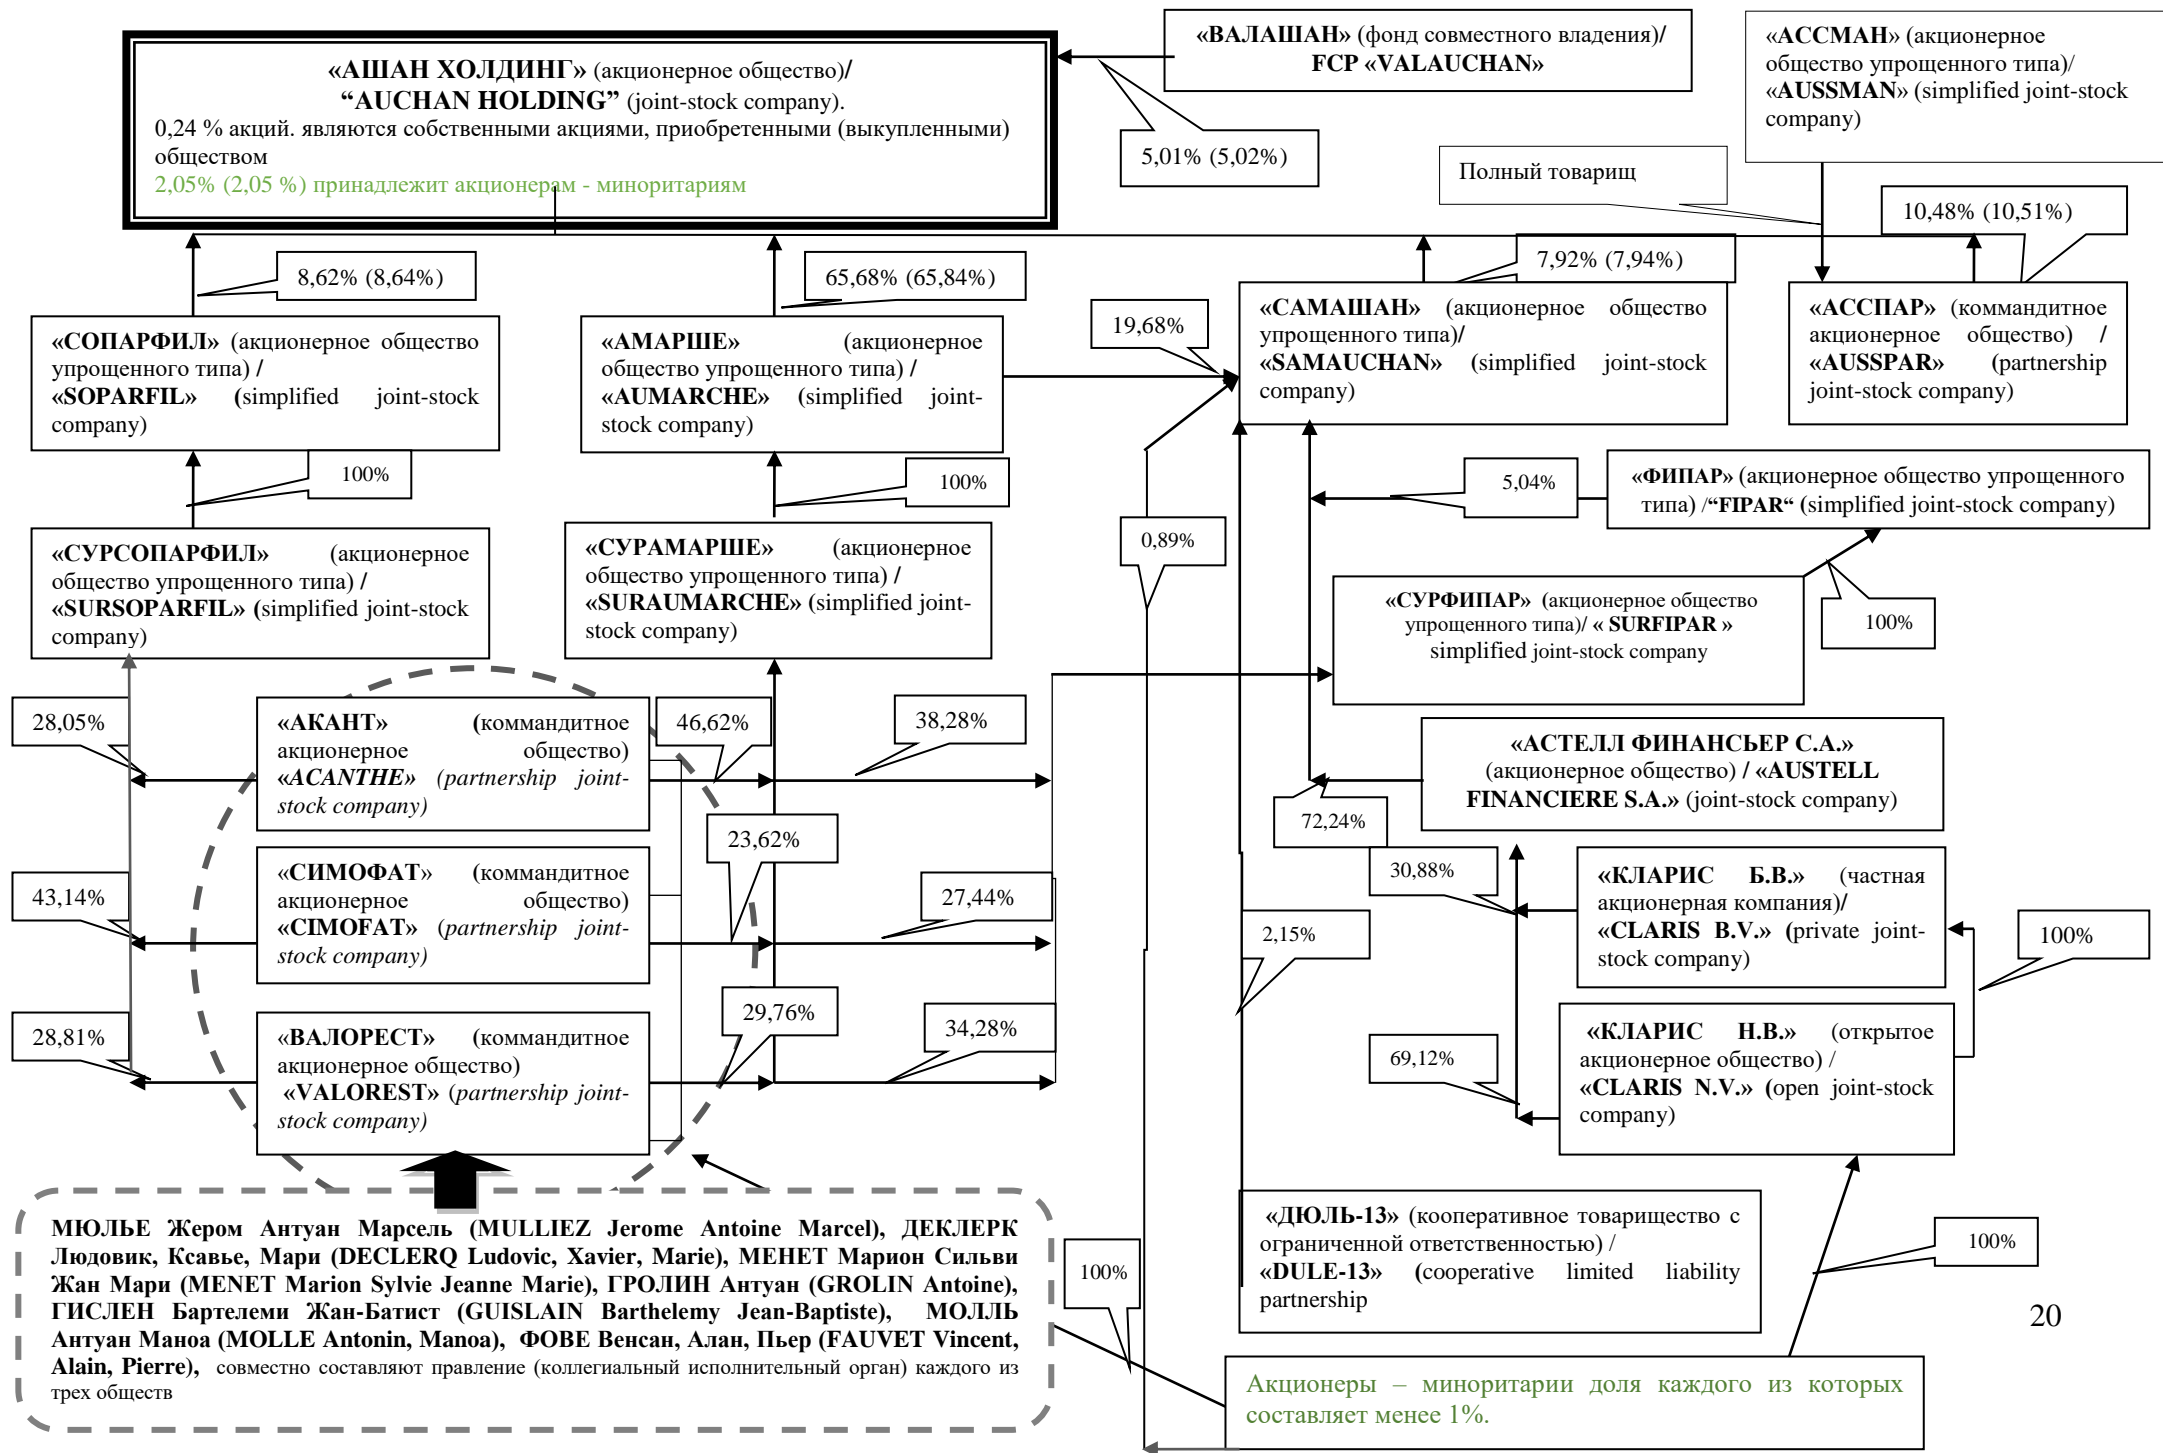 «АШАН ХОЛДИНГ» (акционерное общество)/
“AUCHAN HOLDING” (joint-stock company).
0,24 % акций. являются собственными акциями, приобретенными (выкупленными)
обществом
2,05% (2,05 %) принадлежит акционерам - миноритариям
«ВАЛАШАН» (фонд совместного владения)/
FCP «VALAUCHAN»
5,01% (5,02%)
«АССМАН» (акционерное
общество упрощенного типа)/
«AUSSMAN» (simplified joint-stock
company)
Полный товарищ
10,48% (10,51%)
8,62% (8,64%)
65,68% (65,84%)
7,92% (7,94%)
«СОПАРФИЛ» (акционерное общество
упрощенного типа) /
«SOPARFIL» (simplified joint-stock
company)
«АМАРШЕ» (акционерное
общество упрощенного типа) /
«AUMARCHE» (simplified joint-
stock company)
19,68%
«САМАШАН» (акционерное общество
упрощенного типа)/
«SAMAUCHAN» (simplified joint-stock
company)
«АССПАР» (коммандитное
акционерное общество) /
«AUSSPAR» (partnership
joint-stock company)
100%
100%
5,04%
«ФИПАР» (акционерное общество упрощенного
типа) /“FIPAR“ (simplified joint-stock company)
«СУРСОПАРФИЛ» (акционерное
общество упрощенного типа) /
«SURSOPARFIL» (simplified joint-stock
company)
«СУРАМАРШЕ» (акционерное
общество упрощенного типа) /
«SURAUMARCHE» (simplified joint-
stock company)
0,89%
«СУРФИПАР» (акционерное общество
упрощенного типа)/ « SURFIPAR »
simplified joint-stock company
100%
28,05%
«АКАНТ» (коммандитное
акционерное общество)
«ACANTHE» (partnership joint-
stock company)
46,62%
38,28%
«АСТЕЛЛ ФИНАНСЬЕР С.А.»
(акционерное общество) / «AUSTELL
FINANCIERE S.A.» (joint-stock company)
72,24%
43,14%
«СИМОФАТ» (коммандитное
акционерное общество)
«CIMOFAT» (partnership joint-
stock company)
23,62%
27,44%
30,88%
«КЛАРИС Б.В.» (частная
акционерная компания)/
«CLARIS B.V.» (private joint-
stock company)
100%
2,15%
28,81%
«ВАЛОРЕСТ» (коммандитное
акционерное общество)
«VALOREST» (partnership joint-
stock company)
29,76%
34,28%
69,12%
«КЛАРИС Н.В.» (открытое
акционерное общество) /
«CLARIS N.V.» (open joint-stock
company)
МЮЛЬЕ Жером Антуан Марсель (MULLIEZ Jerome Antoine Marcel), ДЕКЛЕРК
Людовик, Ксавье, Мари (DECLERQ Ludovic, Xavier, Marie), МЕНЕТ Марион Сильви
Жан Мари (MENET Marion Sylvie Jeanne Marie), ГРОЛИН Антуан (GROLIN Antoine),
ГИСЛЕН Бартелеми Жан-Батист (GUISLAIN Barthelemy Jean-Baptiste), МОЛЛЬ
Антуан Маноа (MOLLE Antonin, Manoa), ФОВЕ Венсан, Алан, Пьер (FAUVET Vincent,
Alain, Pierre), совместно составляют правление (коллегиальный исполнительный орган) каждого из
трех обществ
100%
«ДЮЛЬ-13» (кооперативное товарищество с
ограниченной ответственностью) /
«DULE-13» (cooperative limited liability
partnership
100%
20
Акционеры – миноритарии доля каждого из которых
составляет менее 1%.